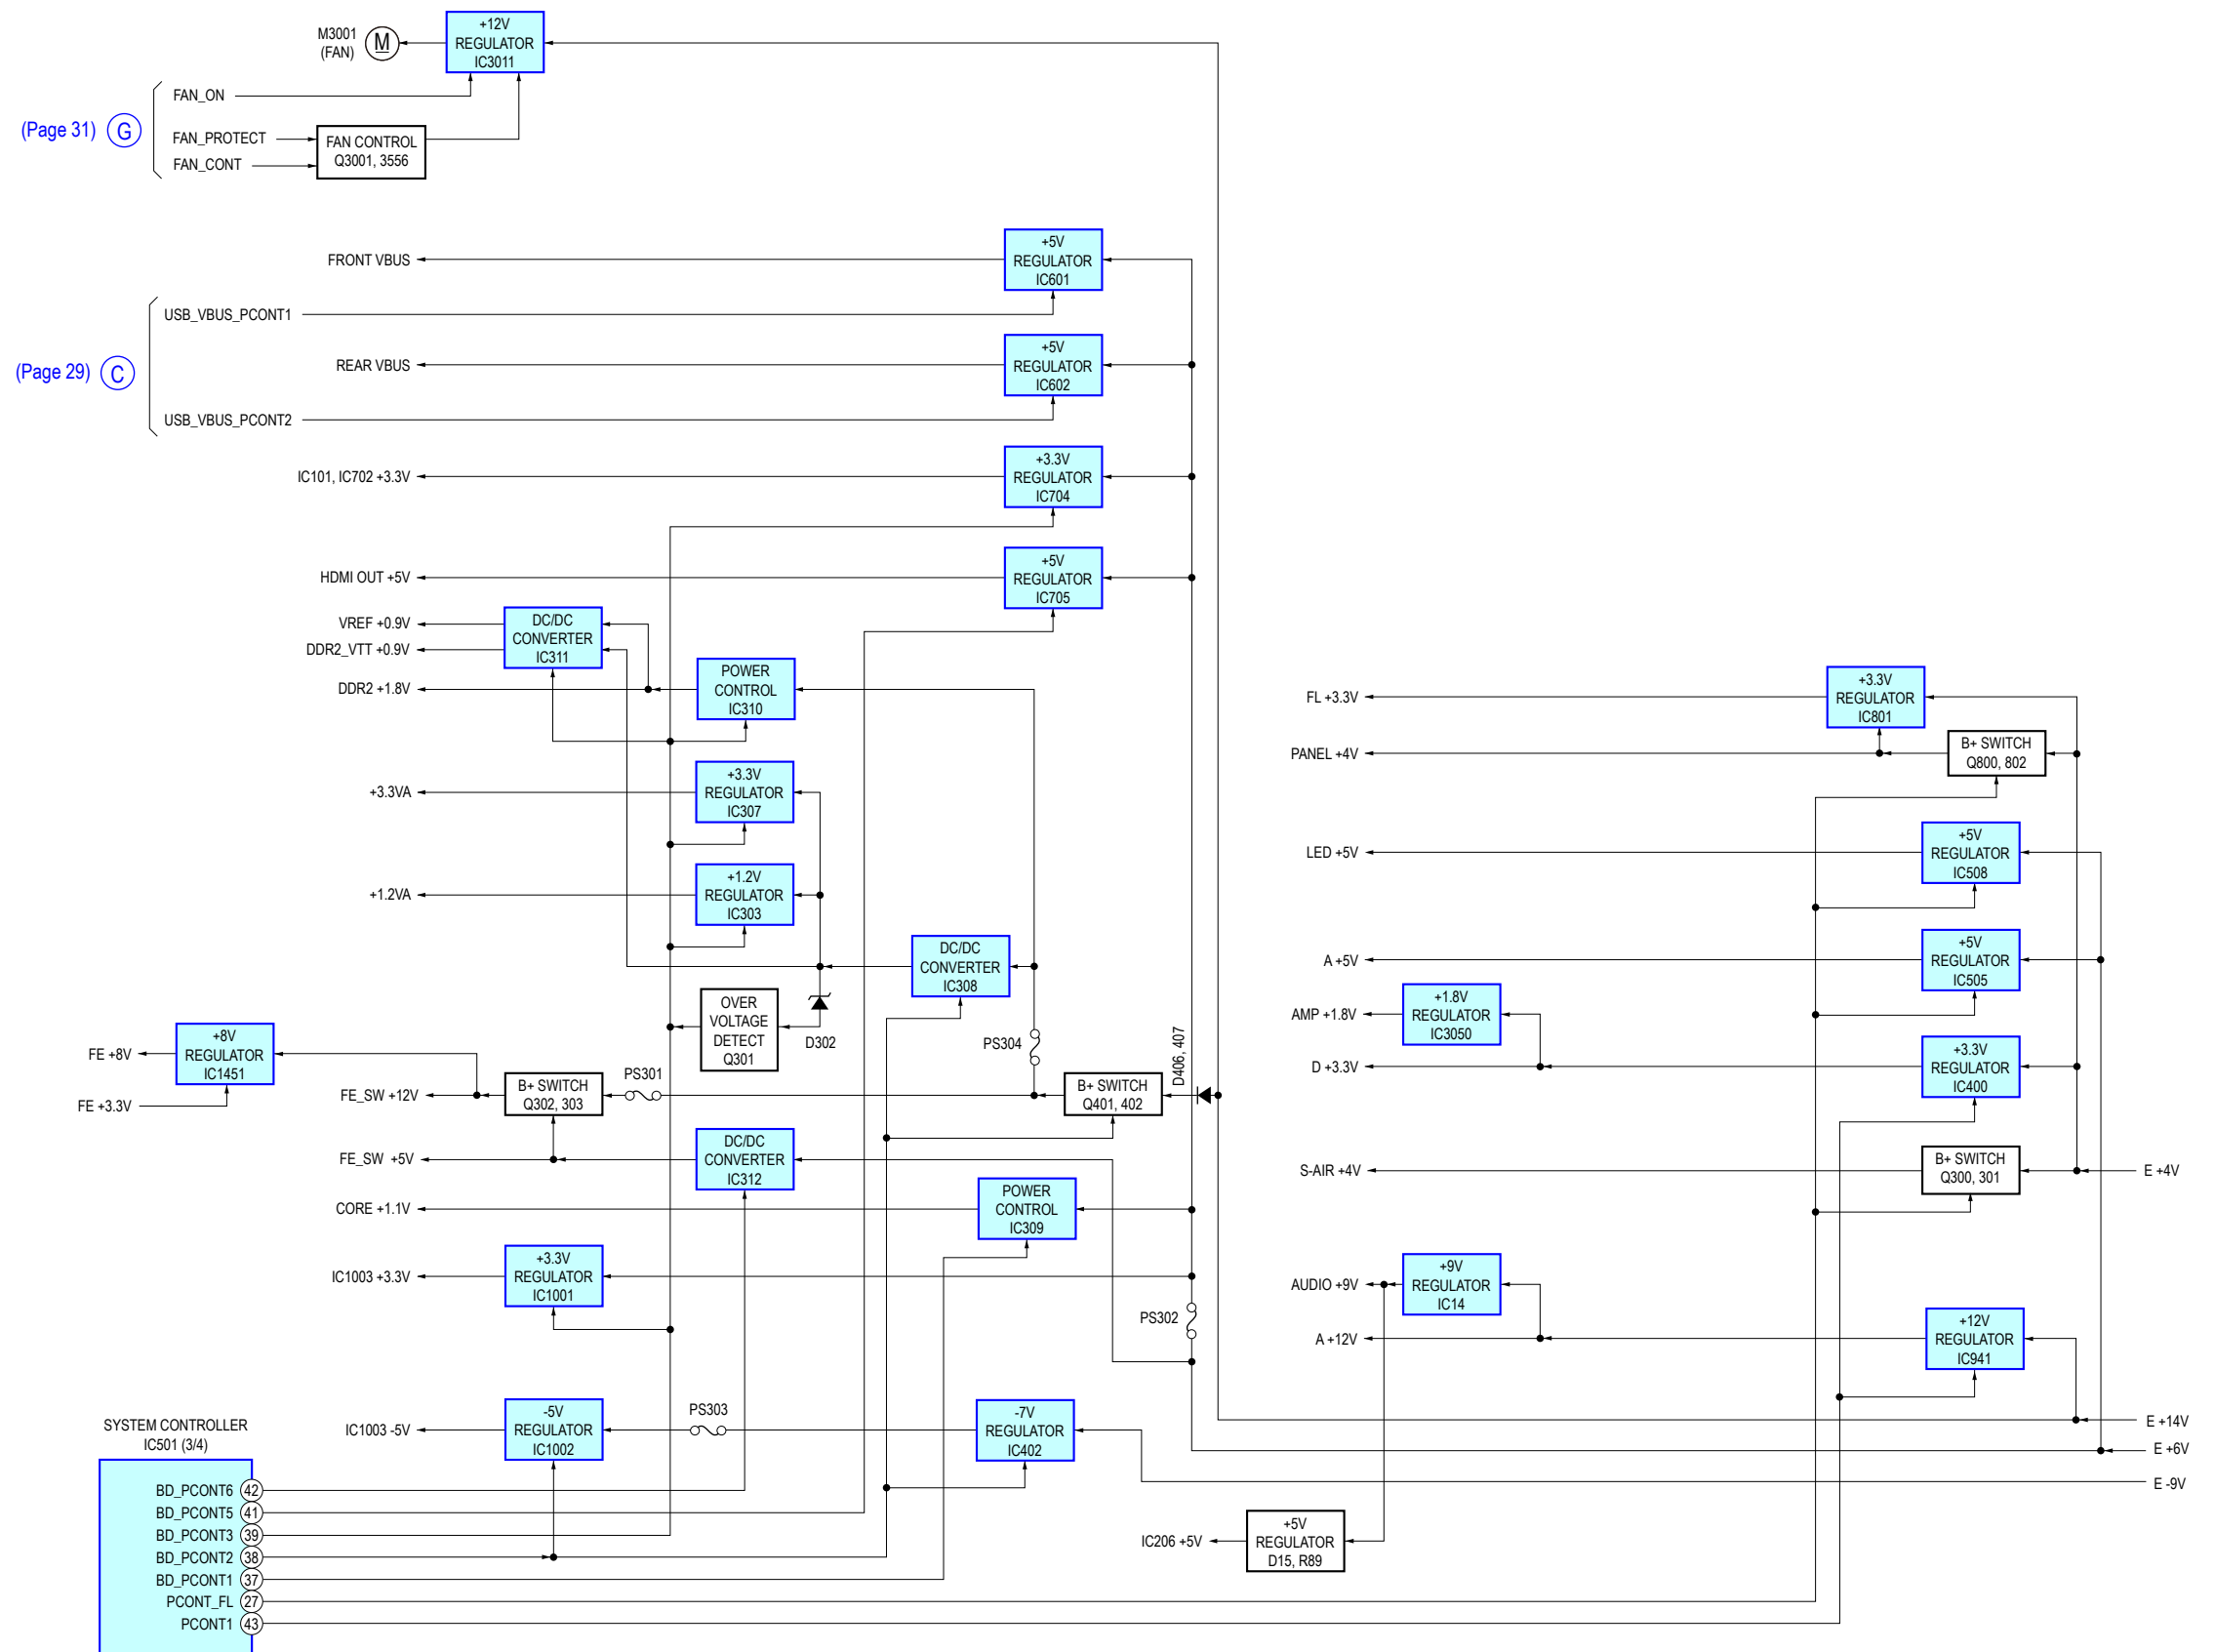 M3001
(FAN)
M
+12V
REGULATOR
IC3011
FAN_ON
(Page 31)
G
FAN_PROTECT
FAN_CONT
FAN CONTROL
Q3001, 3556
FRONT VBUS
+5V
REGULATOR
IC601
USB_VBUS_PCONT1
(Page 29)
C
REAR VBUS
+5V
REGULATOR
IC602
USB_VBUS_PCONT2
IC101, IC702 +3.3V
+3.3V
REGULATOR
IC704
HDMI OUT +5V
+5V
REGULATOR
IC705
VREF +0.9V
DDR2_VTT +0.9V
DC/DC
CONVERTER
IC311
DDR2 +1.8V
POWER
CONTROL
IC310
+3.3VA
+3.3V
REGULATOR
IC307
+1.2VA
+1.2V
REGULATOR
IC303
DC/DC
CONVERTER
IC308
OVER
VOLTAGE
DETECT
Q301
D302
PS304
D406, 407
FE +8V
+8V
REGULATOR
IC1451
FE +3.3V
FE_SW +12V
B+ SWITCH
Q302, 303
PS301
B+ SWITCH
Q401, 402
FE_SW +5V
DC/DC
CONVERTER
IC312
CORE +1.1V
POWER
CONTROL
IC309
IC1003 +3.3V
+3.3V
REGULATOR
IC1001
PS302
IC1003 -5V
-5V
REGULATOR
IC1002
PS303
-7V
REGULATOR
IC402
SYSTEM CONTROLLER
IC501 (3/4)
BD_PCONT6 42
BD_PCONT5 41
BD_PCONT3 39
BD_PCONT2 38
BD_PCONT1 37
PCONT_FL 27
PCONT1 43
FL +3.3V
+3.3V
REGULATOR
IC801
PANEL +4V
B+ SWITCH
Q800, 802
LED +5V
+5V
REGULATOR
IC508
A +5V
+5V
REGULATOR
IC505
AMP +1.8V
+1.8V
REGULATOR
IC3050
D +3.3V
+3.3V
REGULATOR
IC400
S-AIR +4V
B+ SWITCH
Q300, 301
E +4V
AUDIO +9V
+9V
REGULATOR
IC14
A +12V
+12V
REGULATOR
IC941
E +14V
E +6V
E -9V
IC206 +5V
+5V
REGULATOR
D15, R89